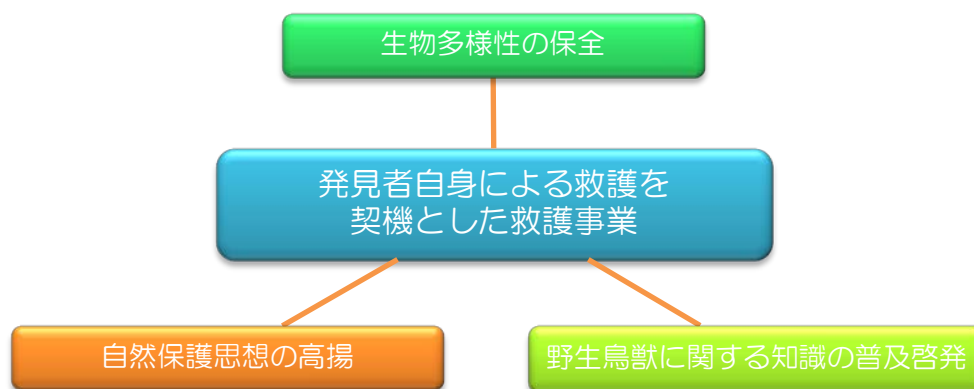 生物多様性の保全
発見者自身による救護を
契機とした救護事業
自然保護思想の高揚
野生鳥獣に関する知識の普及啓発